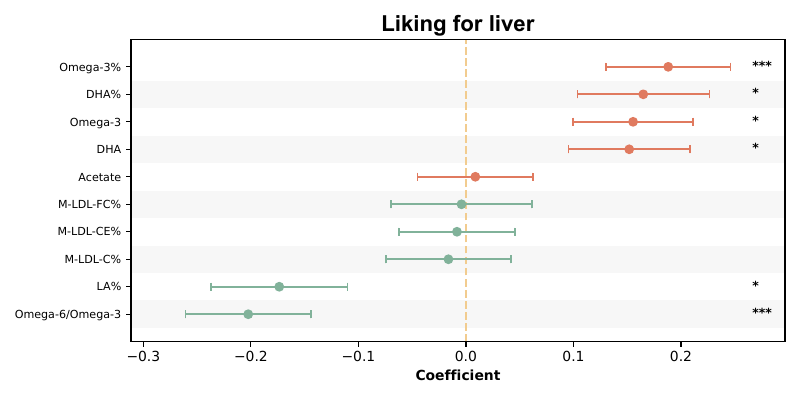 Liking for liver
Omega-3% ***
DHA% *
Omega-3 *
DHA *
Acetate
M-LDL-FC%
M-LDL-CE%
M-LDL-C%
LA% *
Omega-6/Omega-3 ***
−0.3 −0.2 −0.1 0.0 0.1 0.2
Coefficient